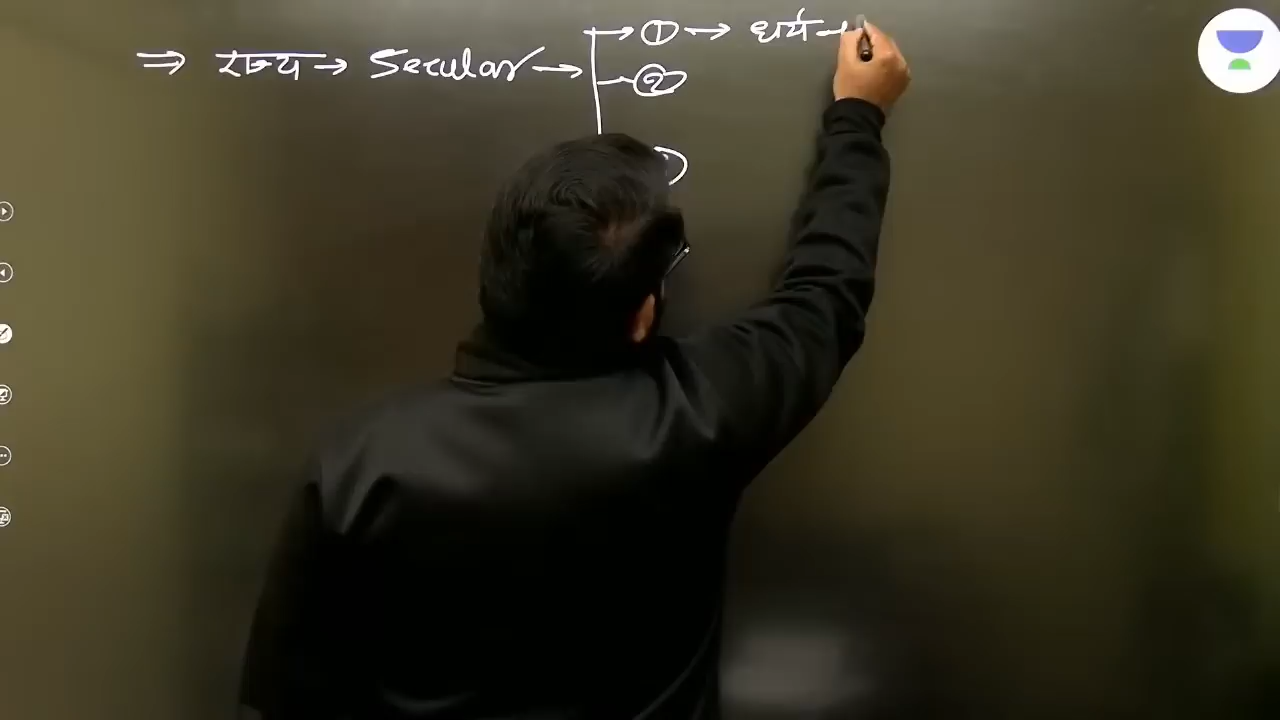 ⇒ राज्य → Secular → ① → धर्म
②